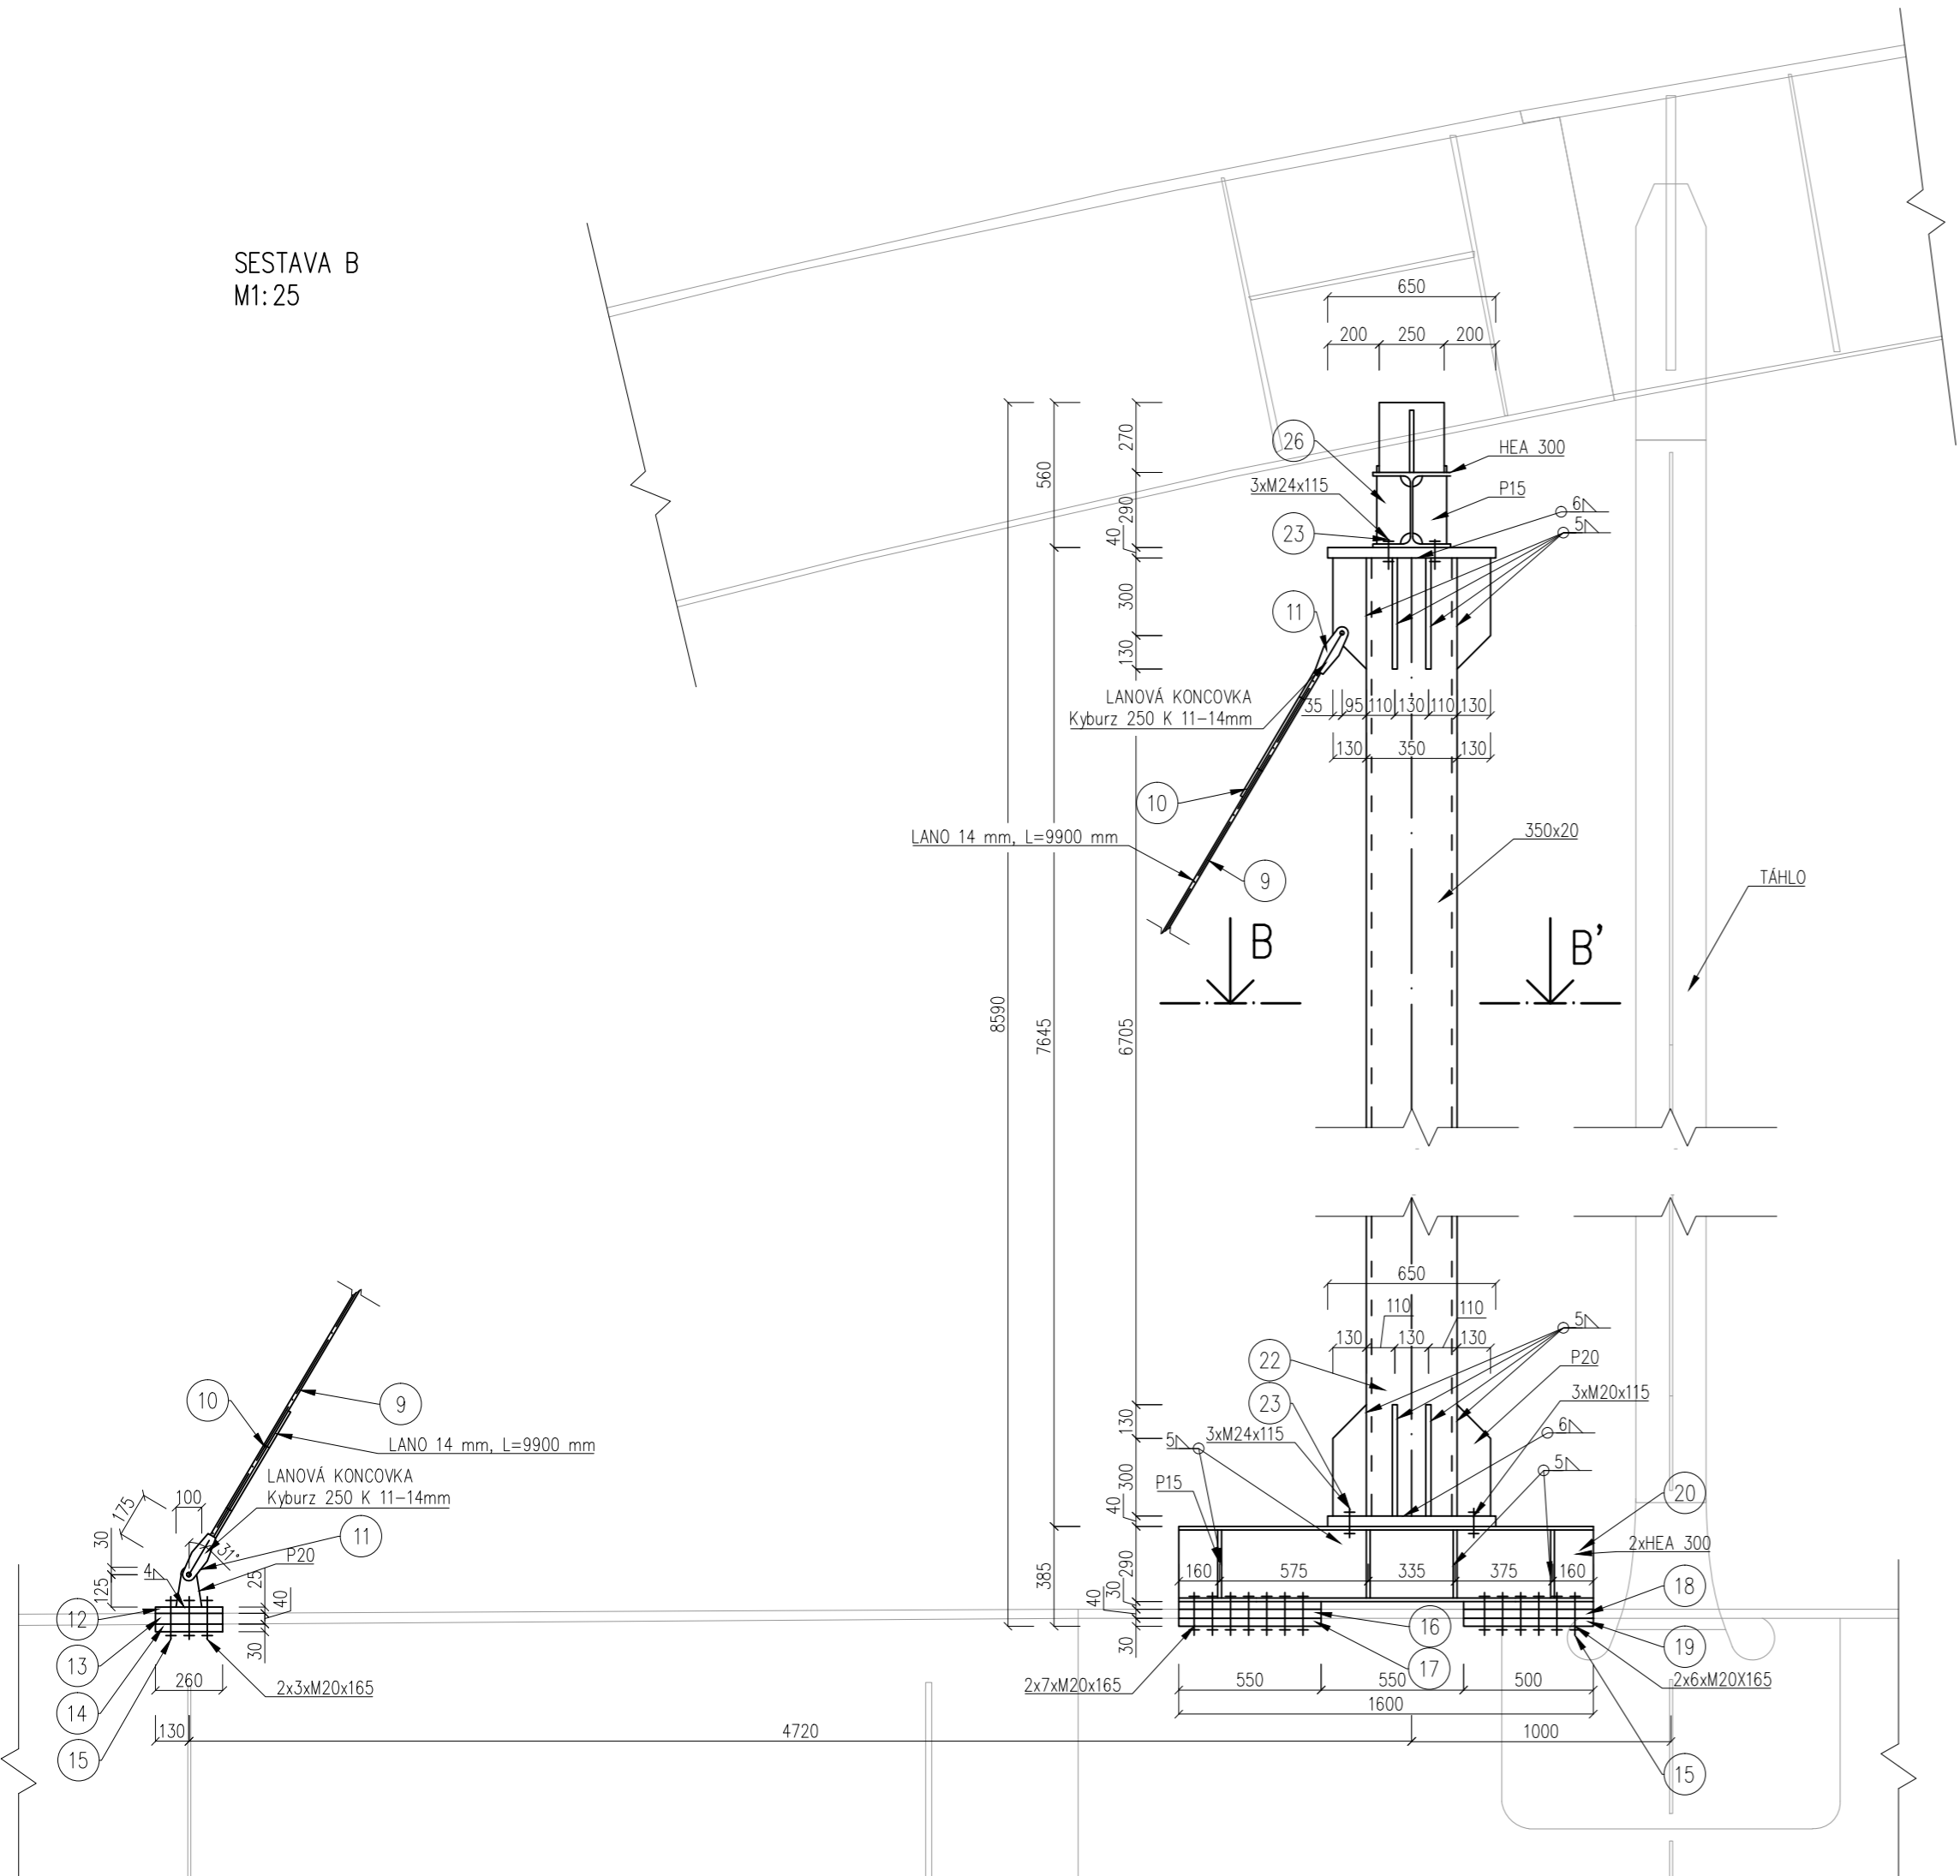 SESTAVA B
M1:25
650
200 250 200
270
560
26
HEA 300
3xM24x115
P15
290
6
23
5
40
300
11
130
LANOVÁ KONCOVKA
Kyburz 250 K 11-14mm
35 95 110 130 110 130
130 350 130
10
LANO 14 mm, L=9900 mm
350x20
9
TÁHLO
B B'
8590
7645
6705
650
110 110
130 130 130
5
22
P20
10
9
23
3xM20x115
130
3xM24x115
6
LANO 14 mm, L=9900 mm
5
5
LANOVÁ KONCOVKA
Kyburz 250 K 11-14mm
P15
300
20
175
100
40
30
31°
11
P20
2xHEA 300
4
125
25
40
385
290
160 575 335 375 160
30
40
18
12
16
30
30
19
13
17
260
2x3xM20x165
2x7xM20x165
550 550 500
2x6xM20X165
14
1600
130
4720
1000
15
15